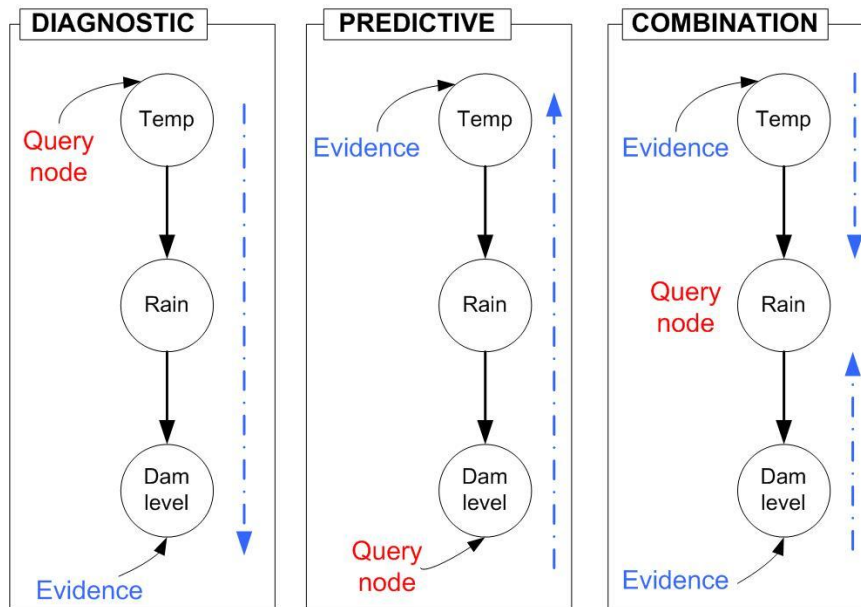 DIAGNOSTIC
Temp
Query
node
Rain
Dam
level
Evidence
PREDICTIVE
Temp
Evidence
Rain
Dam
level
Query
node
COMBINATION
Temp
Evidence
Query
node
Rain
Dam
level
Evidence